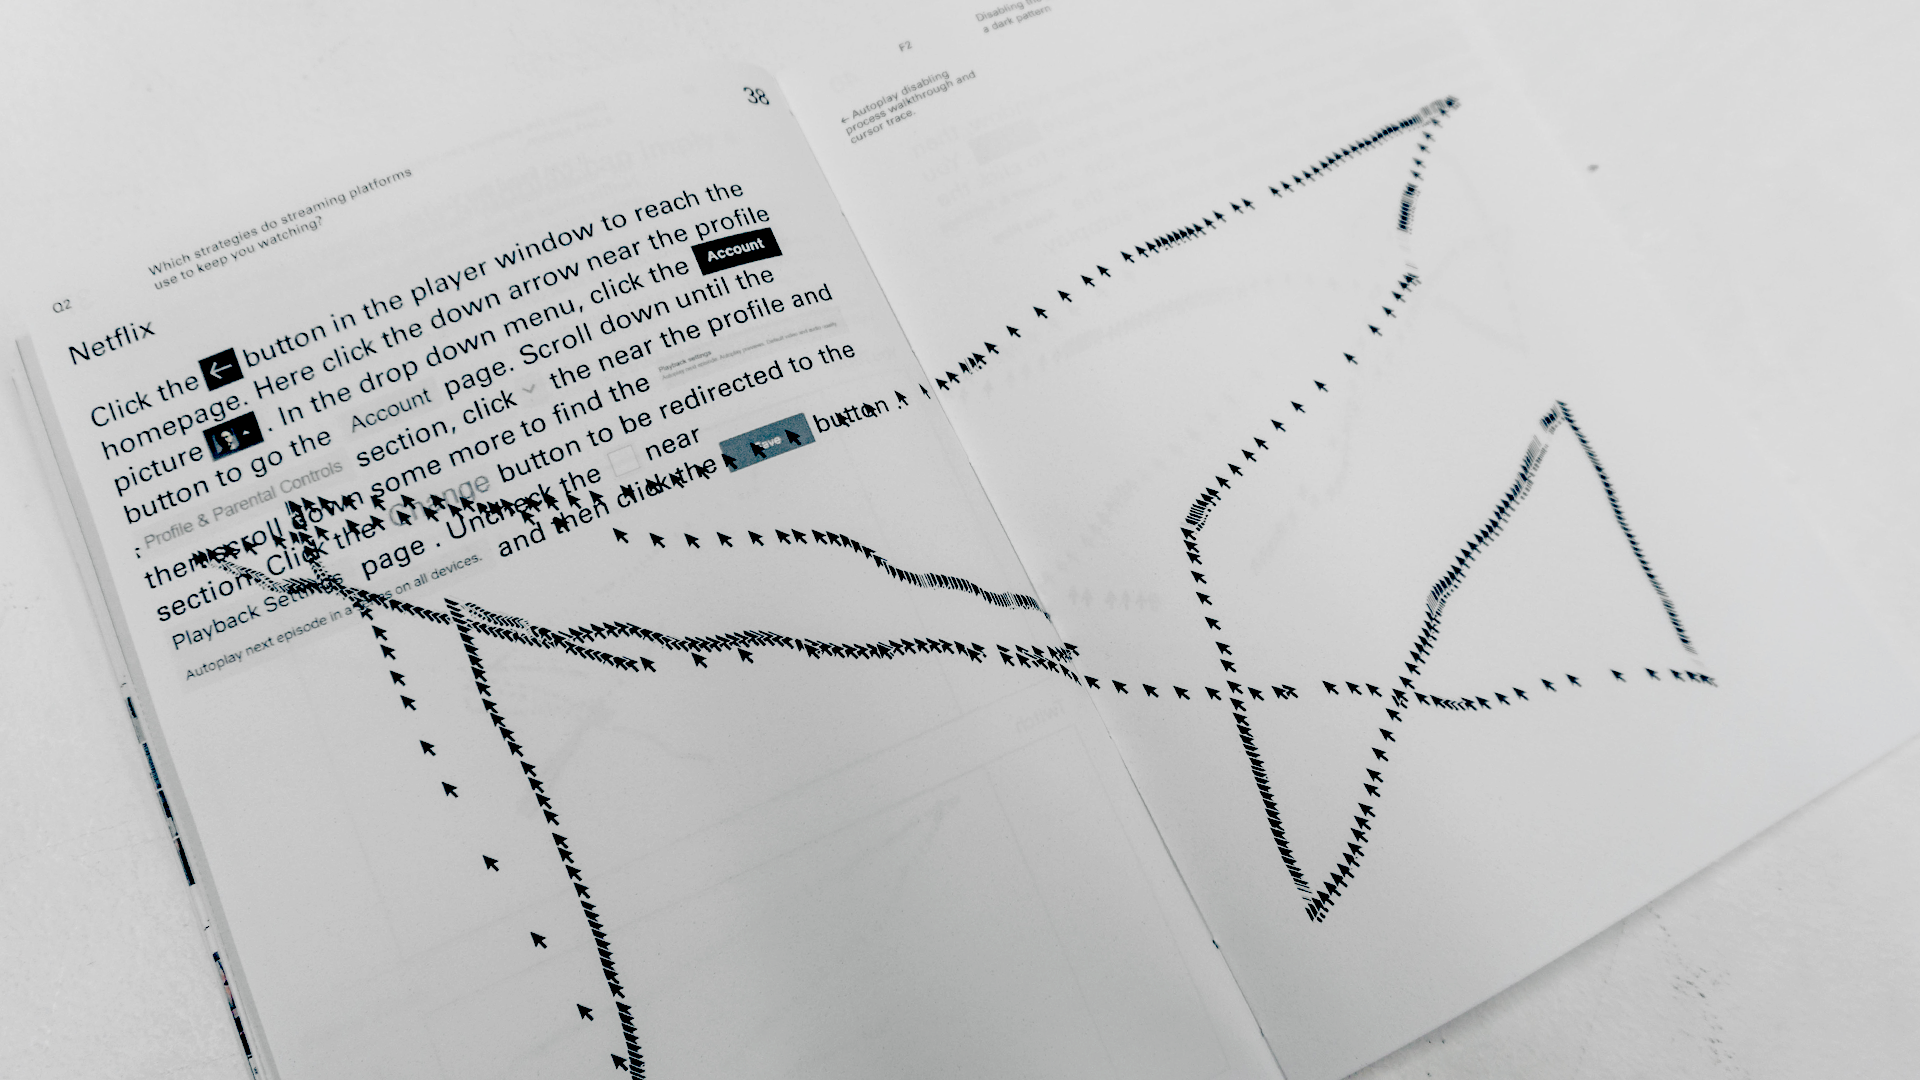 38
Which strategies do streaming platforms
use to keep you watching?
Q2
Netflix
Click the ← button in the player window to reach the
homepage. Here click the down arrow near the profile
picture . In the drop down menu, click the Account
button to go the Account page. Scroll down until the
Profile & Parental Controls section, click the near the profile and
then scroll down some more to find the Playback settings
section. Click the Change button to be redirected to the
Playback Settings page . Uncheck the near
Autoplay next episode in a series on all devices. and then click the Save button .
F2
Disabling
a dark pattern
← Autoplay disabling
process walkthrough and
cursor trace.